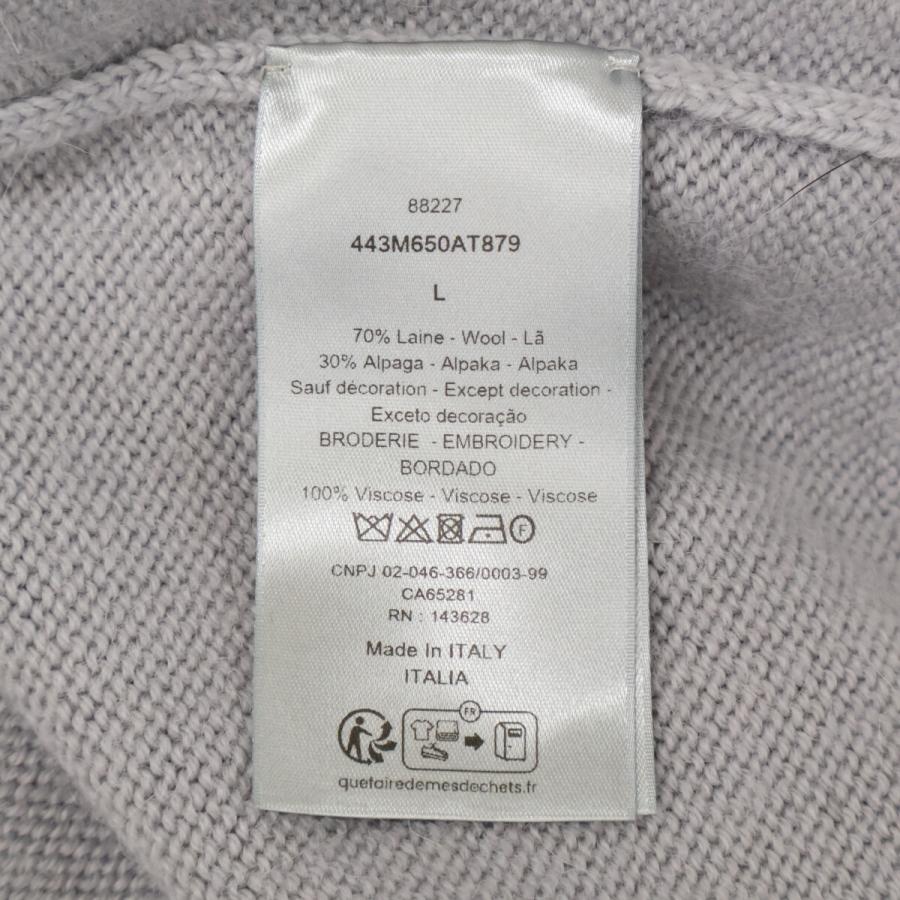 88227
443M650AT879
L
70% Laine - Wool - Lã
30% Alpaga - Alpaka - Alpaka
Sauf décoration - Except decoration -
Exceto decoração
BRODERIE - EMBROIDERY -
BORDADO
100% Viscose - Viscose - Viscose
F
CNPJ 02-046-366/0003-99
CA65281
RN : 143628
Made In ITALY
ITALIA
FR
quefairedemesdechets.fr